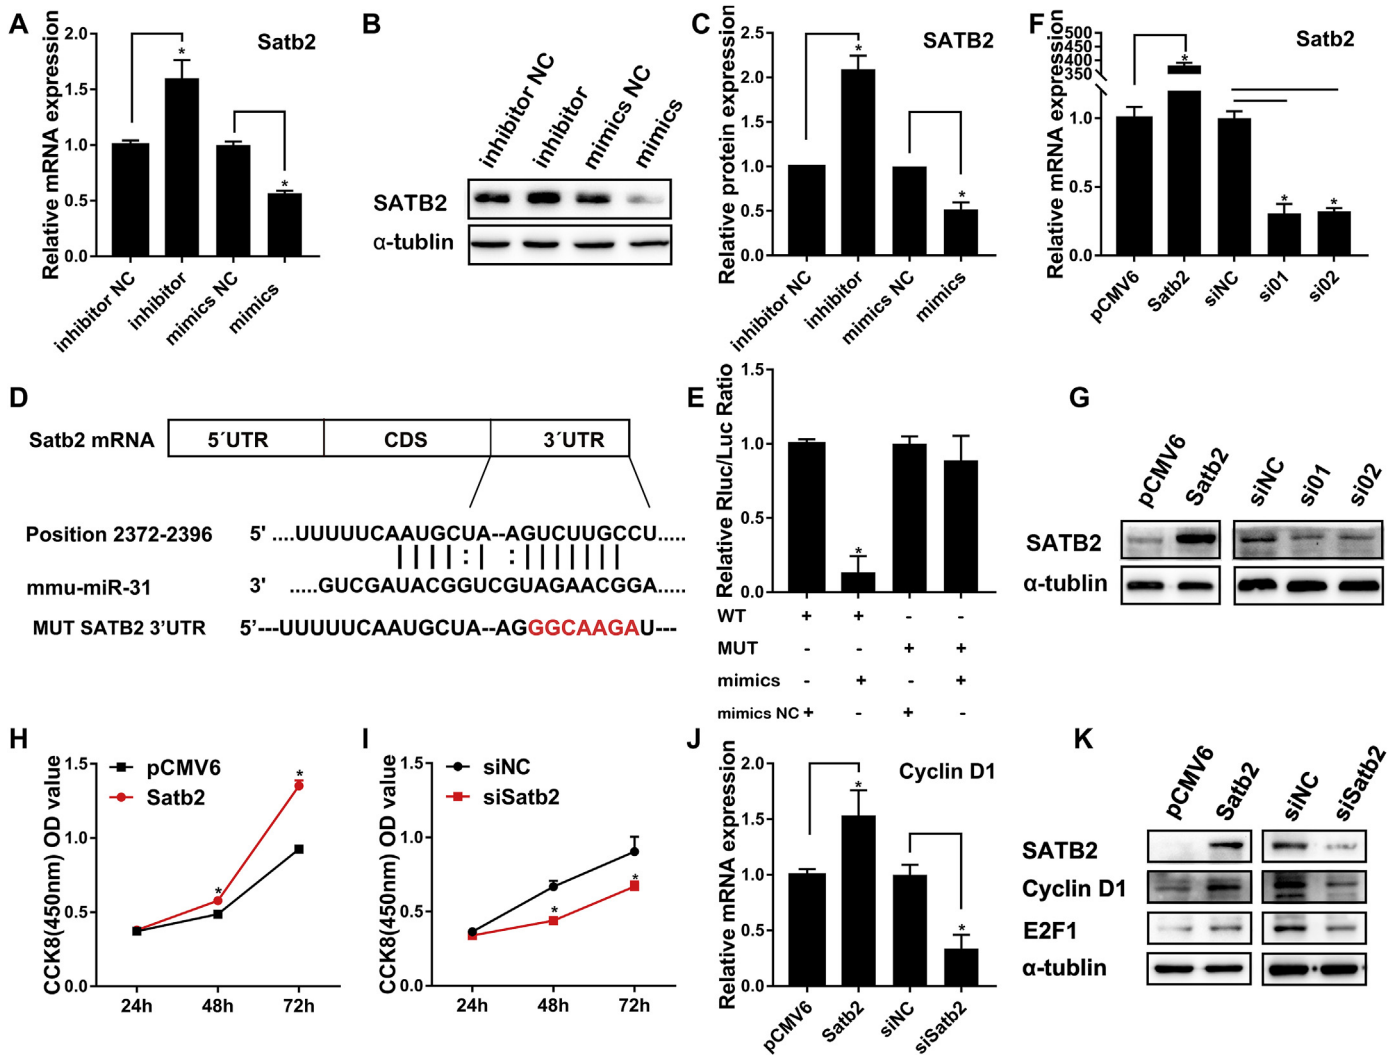 A
Relative mRNA expression
Satb2
2.0
1.5
1.0
0.5
0.0
*
*
inhibitor NC
inhibitor
mimics NC
mimics
B
inhibitor NC
inhibitor
mimics NC
mimics
SATB2
α-tublin
C
Relative protein expression
SATB2
2.5
2.0
1.5
1.0
0.5
0.0
*
*
inhibitor NC
inhibitor
mimics NC
mimics
F
Relative mRNA expression
Satb2
500
450
400
350
1.0
0.5
0.0
*
*
*
pCMV6
Satb2
siNC
si01
si02
D
Satb2 mRNA
5´UTR
CDS
3´UTR
Position 2372-2396 5' ....UUUUUCAAUGCUA--AGUCUUGCCU.....
mmu-miR-31 3' .....GUCGAUACGGUCGUAGAACGGA.....
MUT SATB2 3’UTR 5’---UUUUUCAAUGCUA--AGGGCAAGAU---
E
Relative Rluc/Luc Ratio
1.5
1.0
0.5
0.0
*
WT + + - -
MUT - - + +
mimics - + - +
mimics NC + - + -
G
pCMV6
Satb2
siNC
si01
si02
SATB2
α-tublin
H
CCK8(450nm) OD value
pCMV6
Satb2
1.5
1.0
0.5
0.0
*
*
24h
48h
72h
I
CCK8(450nm) OD value
siNC
siSatb2
1.5
1.0
0.5
0.0
*
*
24h
48h
72h
J
Relative mRNA expression
Cyclin D1
2.0
1.5
1.0
0.5
0.0
*
*
pCMV6
Satb2
siNC
siSatb2
K
pCMV6
Satb2
siNC
siSatb2
SATB2
Cyclin D1
E2F1
α-tublin